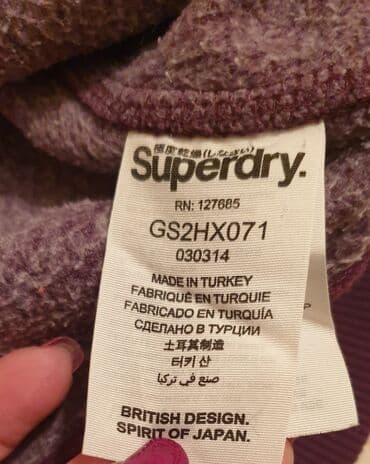 極度乾燥(しなさい)
Superdry.
RN: 127685
GS2HX071
030314
MADE IN TURKEY
FABRIQUÉ EN TURQUIE
FABRICADO EN TURQUÍA
СДЕЛАНО В ТУРЦИИ
土耳其制造
터키 산
صنع في تركيا
BRITISH DESIGN.
SPIRIT OF JAPAN.
P